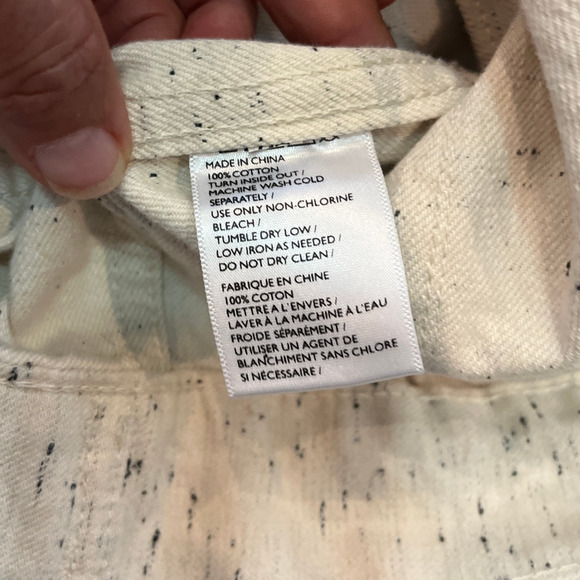 MADE IN CHINA
100% COTTON
TURN INSIDE OUT /
MACHINE WASH COLD
SEPARATELY /
USE ONLY NON-CHLORINE
BLEACH /
TUMBLE DRY LOW /
LOW IRON AS NEEDED /
DO NOT DRY CLEAN /
FABRIQUE EN CHINE
100% COTON
METTRE A L'ENVERS /
LAVER À LA MACHINE À L'EAU
FROIDE SÉPARÉMENT /
UTILISER UN AGENT DE
BLANCHIMENT SANS CHLORE
SI NÉCESSAIRE /